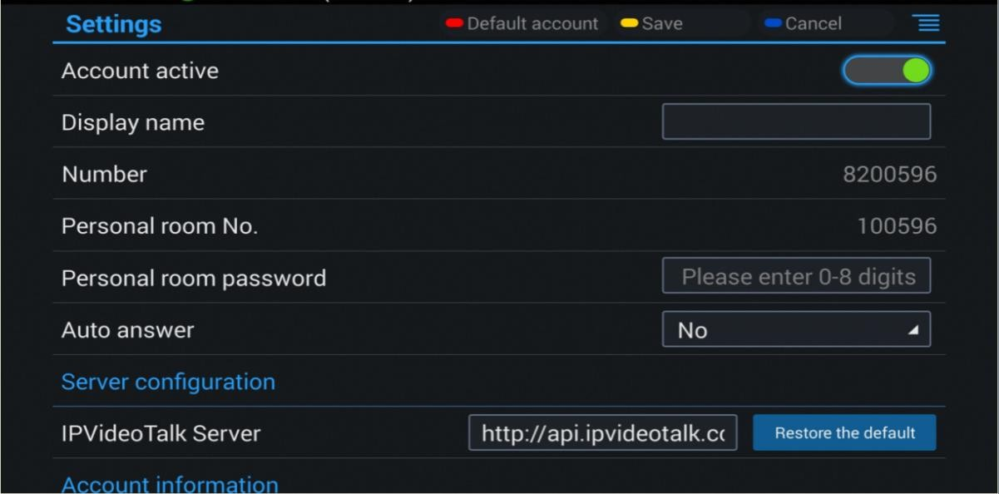 Settings Default account Save Cancel
Account active
Display name
Number 8200596
Personal room No. 100596
Personal room password Please enter 0-8 digits
Auto answer No
Server configuration
IPVideoTalk Server http://api.ipvideotalk.c Restore the default
Account information